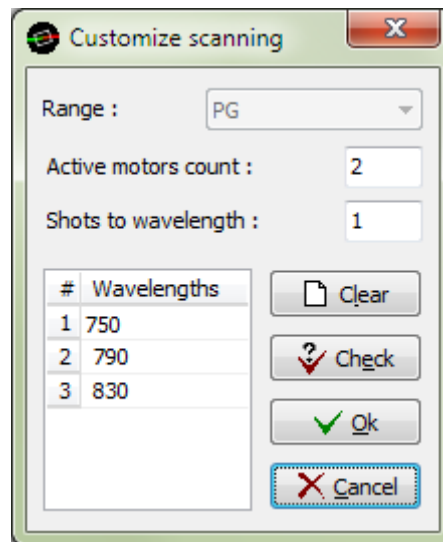 Customize scanning
Range : PG
Active motors count : 2
Shots to wavelength : 1
# Wavelengths
1 750
2 790
3 830
Clear
Check
Ok
Cancel